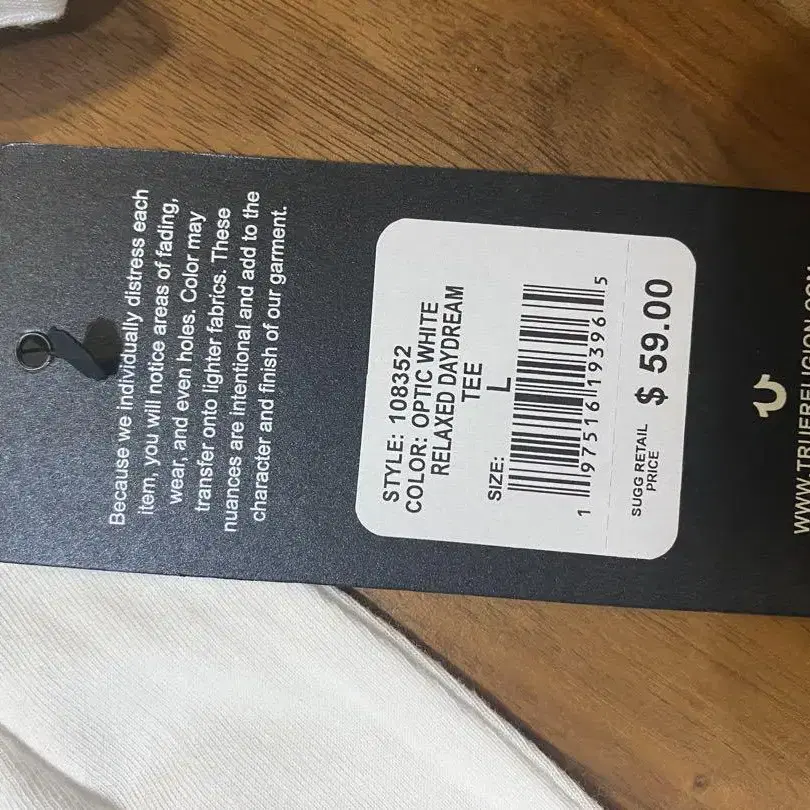 Because we individually distress each
item, you will notice areas of fading,
wear, and even holes. Color may
transfer onto lighter fabrics. These
nuances are intentional and add to the
character and finish of our garment.
STYLE: 108352
COLOR: OPTIC WHITE
RELAXED DAYDREAM
TEE
SIZE: L
1 97516 19396 5
SUGG RETAIL
PRICE
$ 59.00
WWW.TRUERELIGION.COM